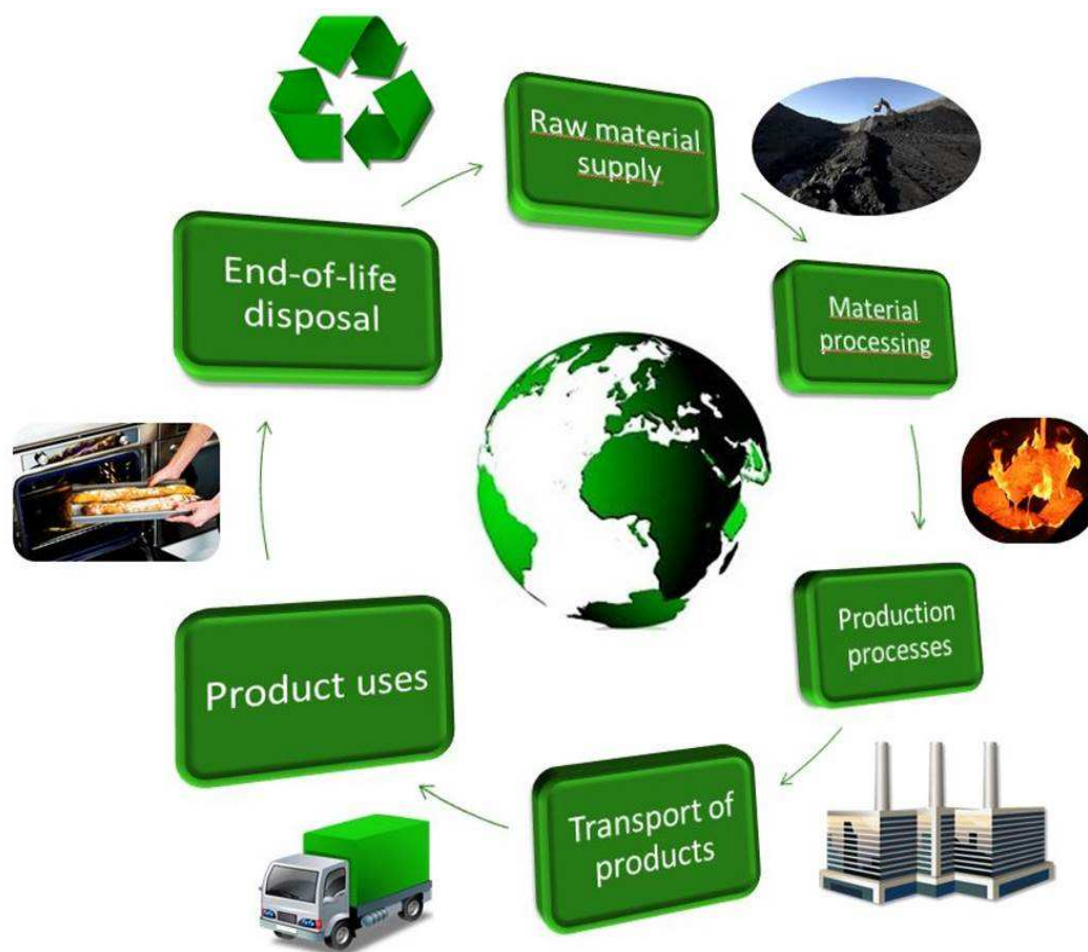 Raw material
supply
Material
processing
Production
processes
Transport of
products
Product uses
End-of-life
disposal